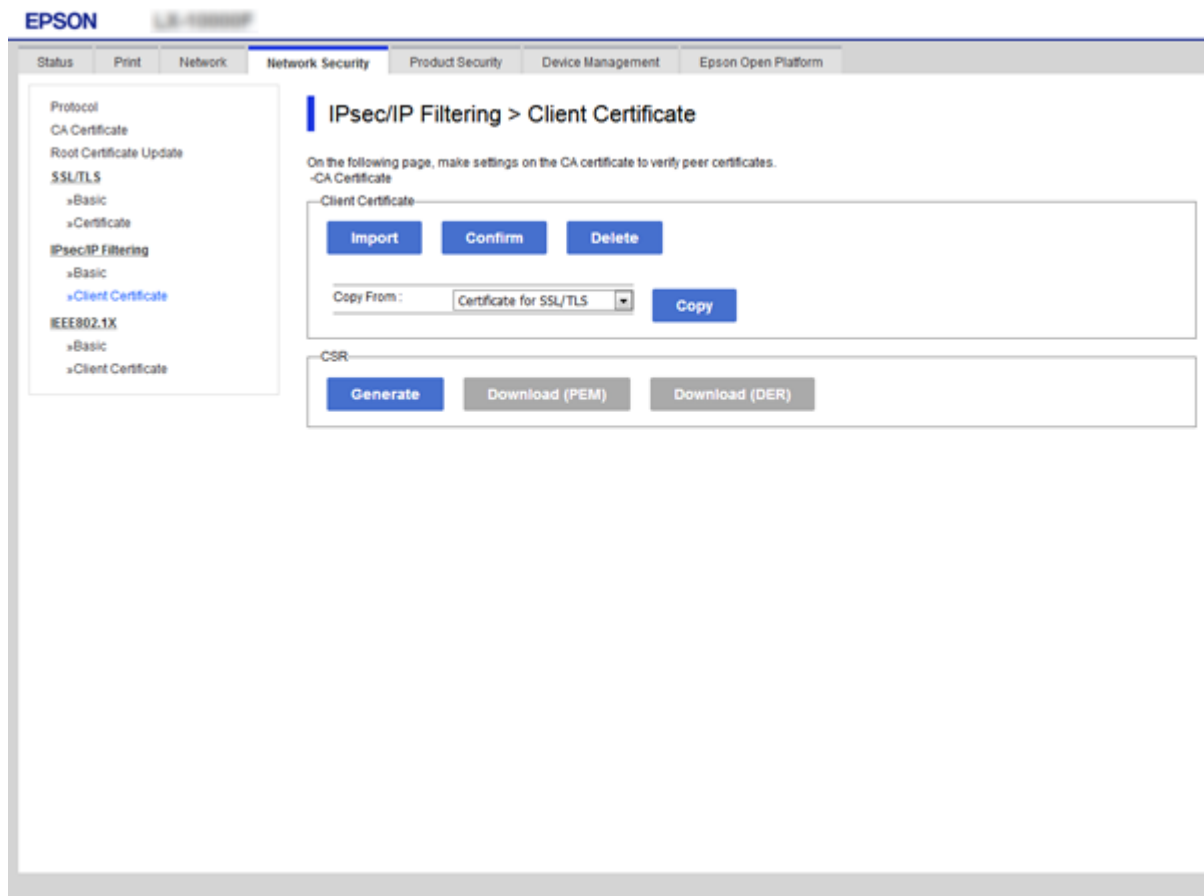 EPSON
Status Print Network Network Security Product Security Device Management Epson Open Platform
Protocol
CA Certificate
Root Certificate Update
SSL/TLS
»Basic
»Certificate
IPsec/IP Filtering
»Basic
»Client Certificate
IEEE802.1X
»Basic
»Client Certificate
IPsec/IP Filtering > Client Certificate
On the following page, make settings on the CA certificate to verify peer certificates.
-CA Certificate
Client Certificate
Import Confirm Delete
Copy From : Certificate for SSL/TLS Copy
CSR
Generate Download (PEM) Download (DER)